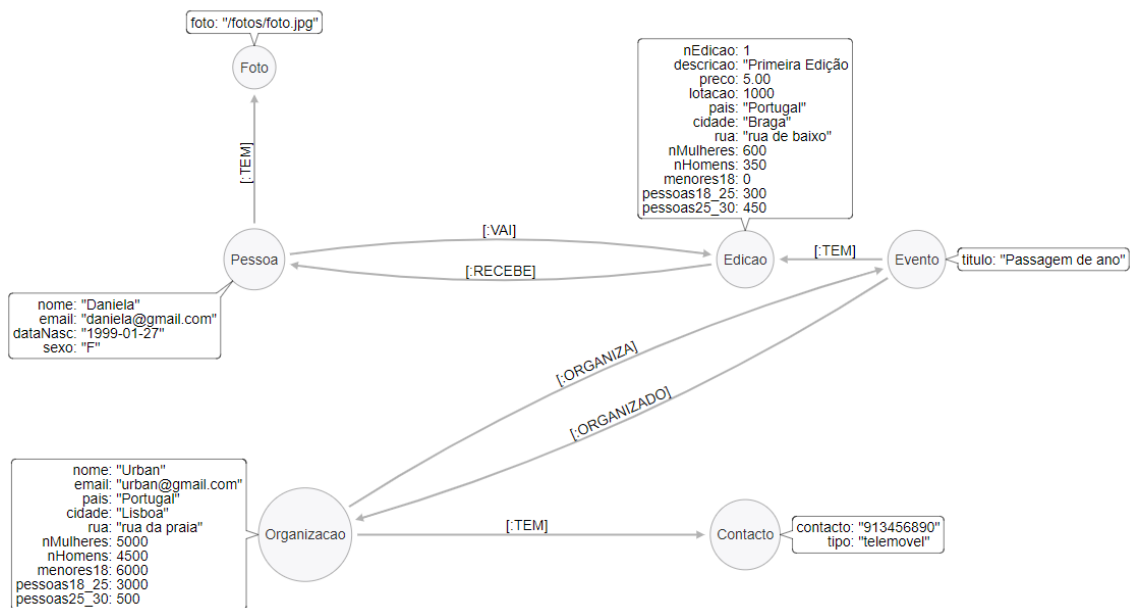 foto: "/fotos/foto.jpg"
Foto
[:TEM]
nEdicao: 1
descricao: "Primeira Edição
preco: 5.00
lotacao: 1000
pais: "Portugal"
cidade: "Braga"
rua: "rua de baixo"
nMulheres: 600
nHomens: 350
menores18: 0
pessoas18_25: 300
pessoas25_30: 450
Pessoa
[:VAI]
[:RECEBE]
Edicao
[:TEM]
Evento
titulo: "Passagem de ano"
nome: "Daniela"
email: "daniela@gmail.com"
dataNasc: "1999-01-27"
sexo: "F"
[:ORGANIZA]
[:ORGANIZADO]
nome: "Urban"
email: "urban@gmail.com"
pais: "Portugal"
cidade: "Lisboa"
rua: "rua da praia"
nMulheres: 5000
nHomens: 4500
menores18: 6000
pessoas18_25: 3000
pessoas25_30: 500
Organizacao
[:TEM]
Contacto
contacto: "913456890"
tipo: "telemovel"